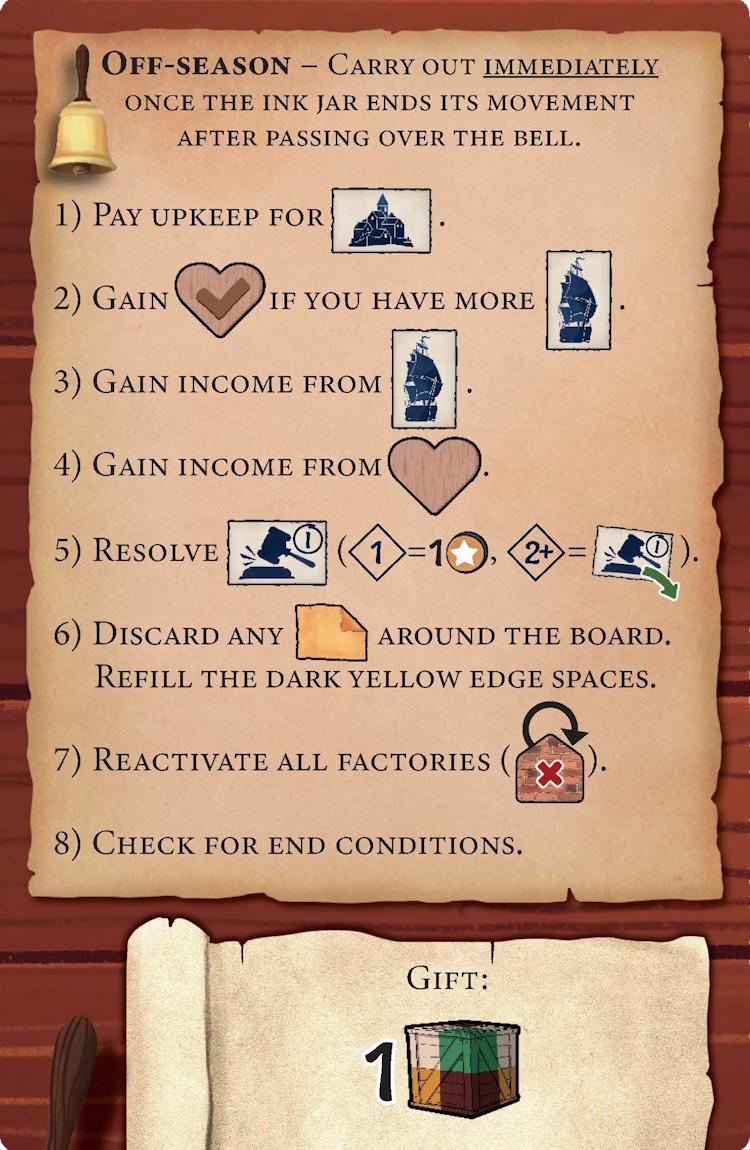 OFF-SEASON – CARRY OUT IMMEDIATELY
ONCE THE INK JAR ENDS ITS MOVEMENT
AFTER PASSING OVER THE BELL.
1) PAY UPKEEP FOR .
2) GAIN IF YOU HAVE MORE .
3) GAIN INCOME FROM .
4) GAIN INCOME FROM .
5) RESOLVE 1 (1=1, 2+= 1).
6) DISCARD ANY AROUND THE BOARD.
REFILL THE DARK YELLOW EDGE SPACES.
7) REACTIVATE ALL FACTORIES ( ).
8) CHECK FOR END CONDITIONS.
GIFT:
1